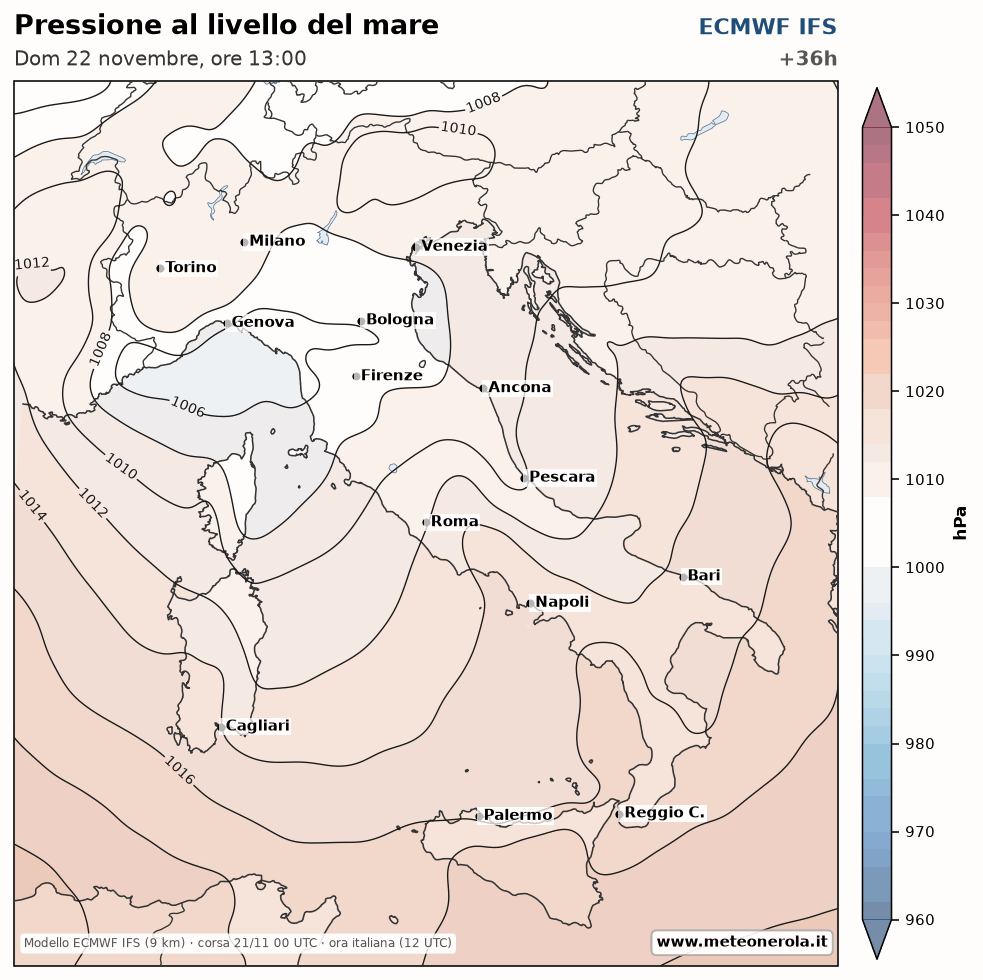 Pressione al livello del mare
ECMWF IFS
Dom 22 novembre, ore 13:00
+36h
1008
1010
1012
Milano
Venezia
Torino
Genova
Bologna
1008
Firenze
Ancona
1006
1010
1012
1014
Pescara
Roma
Bari
Napoli
Cagliari
1016
Palermo
Reggio C.
1050
1040
1030
1020
1010
1000
990
980
970
960
hPa
Modello ECMWF IFS (9 km) · corsa 21/11 00 UTC · ora italiana (12 UTC)
www.meteonerola.it